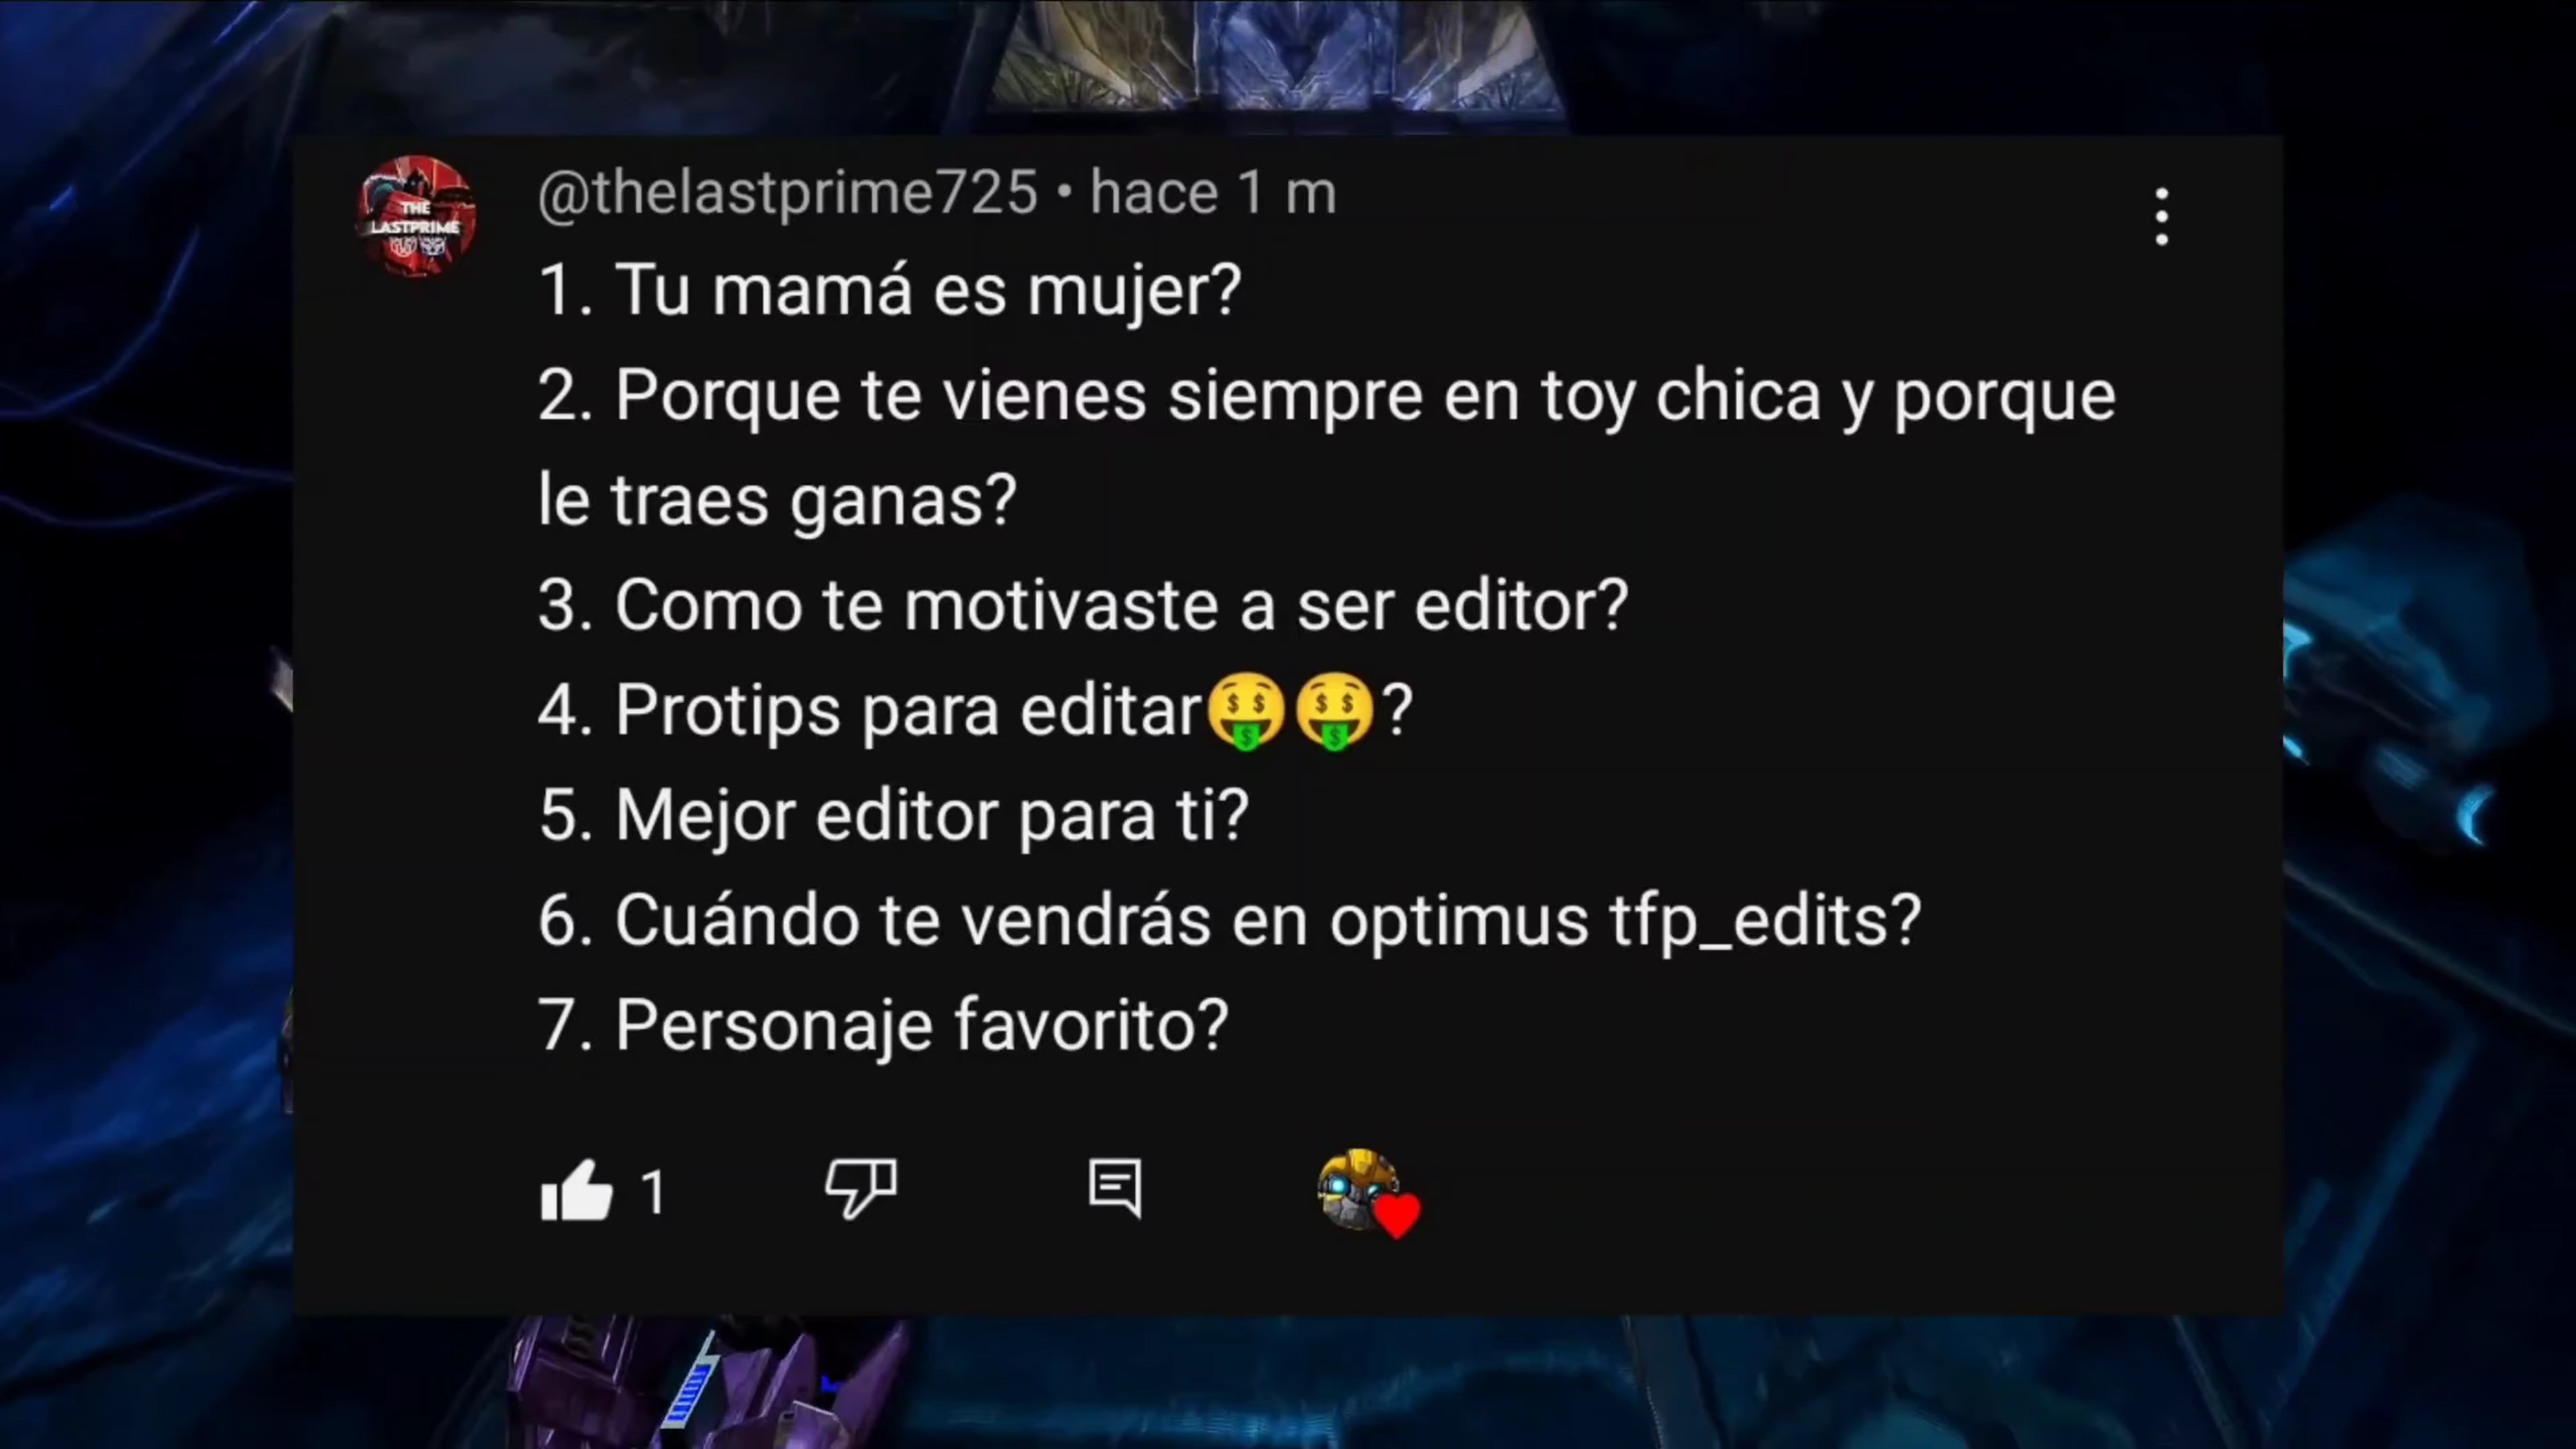 THE
LASTPRIME
@thelastprime725 • hace 1 m
1. Tu mamá es mujer?
2. Porque te vienes siempre en toy chica y porque
le traes ganas?
3. Como te motivaste a ser editor?
4. Protips para editar🤑🤑?
5. Mejor editor para ti?
6. Cuándo te vendrás en optimus tfp_edits?
7. Personaje favorito?
1